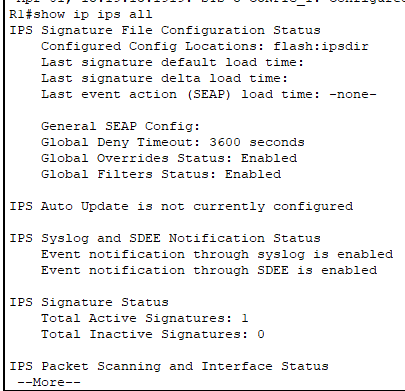 R1#show ip ips all
IPS Signature File Configuration Status
    Configured Config Locations: flash:ipsdir
    Last signature default load time:
    Last signature delta load time:
    Last event action (SEAP) load time: -none-

    General SEAP Config:
    Global Deny Timeout: 3600 seconds
    Global Overrides Status: Enabled
    Global Filters Status: Enabled

IPS Auto Update is not currently configured

IPS Syslog and SDEE Notification Status
    Event notification through syslog is enabled
    Event notification through SDEE is enabled

IPS Signature Status
    Total Active Signatures: 1
    Total Inactive Signatures: 0

IPS Packet Scanning and Interface Status
 --More--